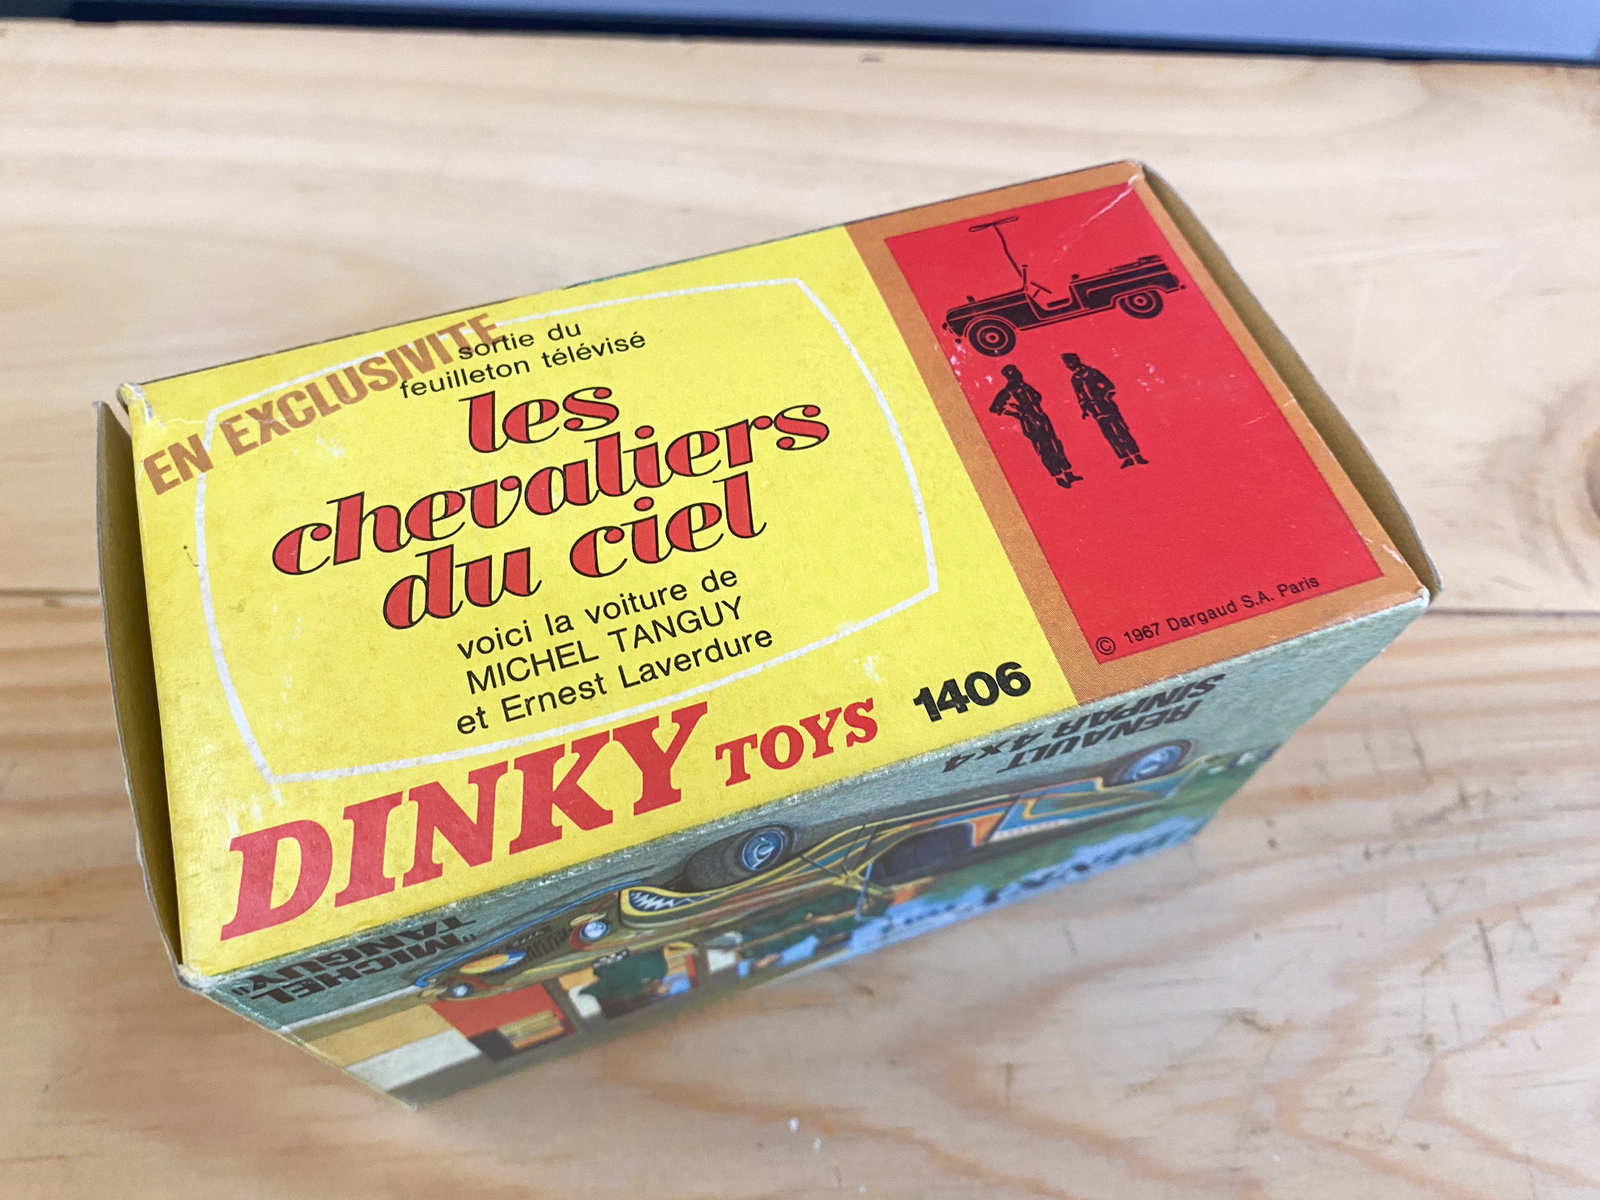 EN EXCLUSIVITE
sortie du
feuilleton télévisé
les
chevaliers
du ciel
voici la voiture de
MICHEL TANGUY
et Ernest Laverdure
DINKY TOYS 1406
© 1967 Dargaud S.A. Paris
RENAULT
SINPAR 4x4
"MICHEL
TANGUY"